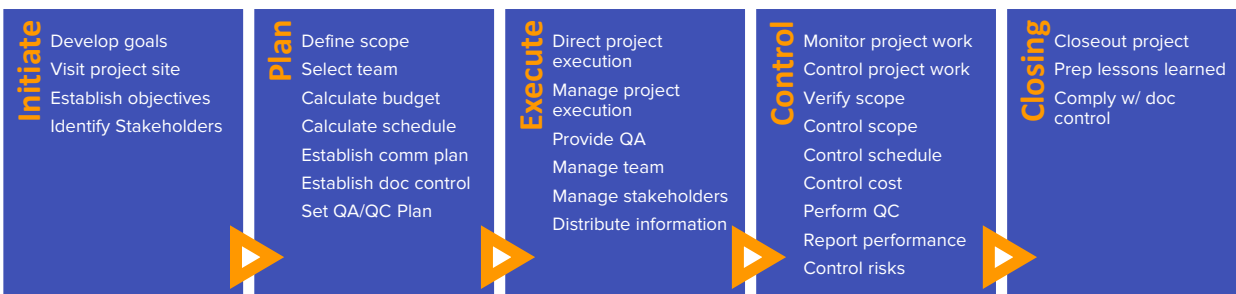 Initiate
Develop goals
Visit project site
Establish objectives
Identify Stakeholders
Plan
Define scope
Select team
Calculate budget
Calculate schedule
Establish comm plan
Establish doc control
Set QA/QC Plan
Execute
Direct project
execution
Manage project
execution
Provide QA
Manage team
Manage stakeholders
Distribute information
Control
Monitor project work
Control project work
Verify scope
Control scope
Control schedule
Control cost
Perform QC
Report performance
Control risks
Closing
Closeout project
Prep lessons learned
Comply w/ doc
control